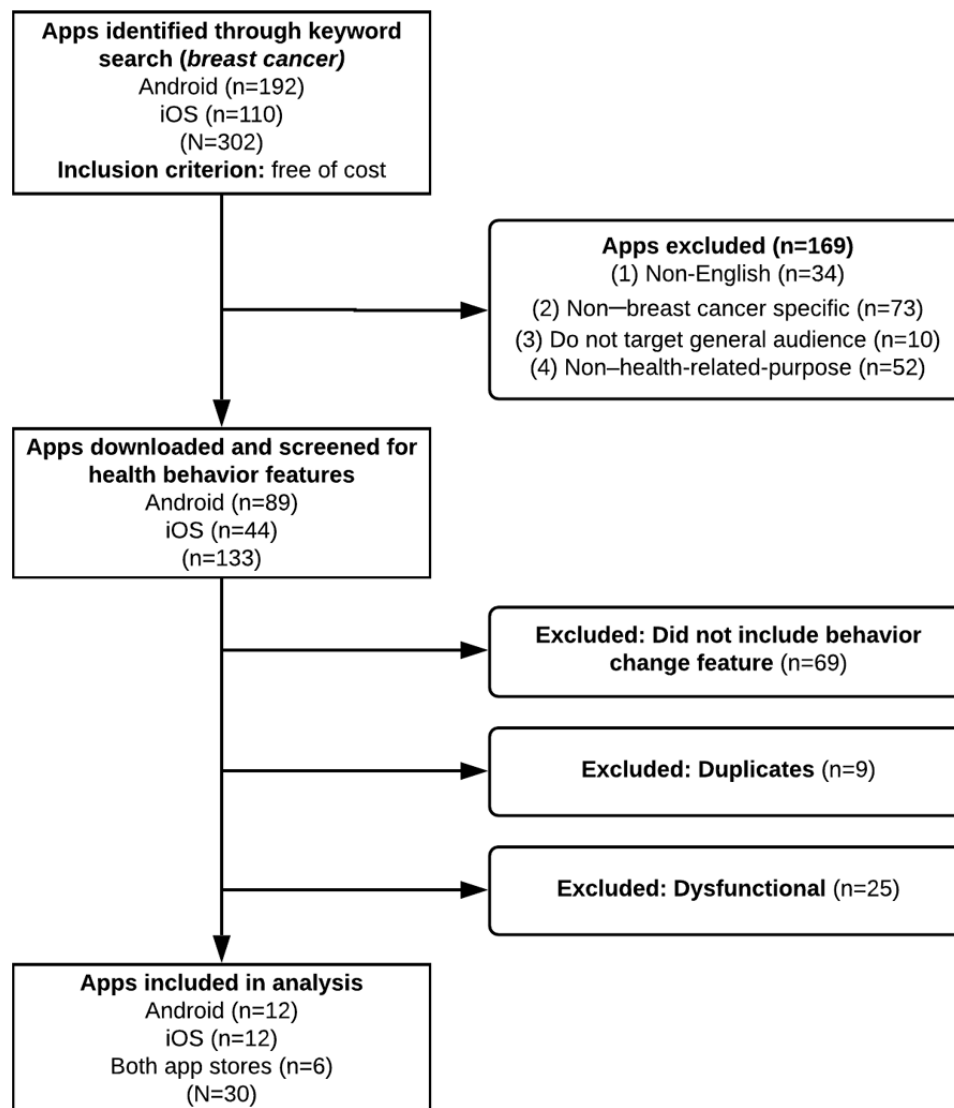 Apps identified through keyword
search (breast cancer)
Android (n=192)
iOS (n=110)
(N=302)
Inclusion criterion: free of cost
Apps excluded (n=169)
(1) Non-English (n=34)
(2) Non—breast cancer specific (n=73)
(3) Do not target general audience (n=10)
(4) Non–health-related-purpose (n=52)
Apps downloaded and screened for
health behavior features
Android (n=89)
iOS (n=44)
(n=133)
Excluded: Did not include behavior
change feature (n=69)
Excluded: Duplicates (n=9)
Excluded: Dysfunctional (n=25)
Apps included in analysis
Android (n=12)
iOS (n=12)
Both app stores (n=6)
(N=30)